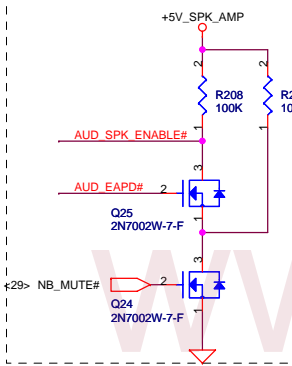 +5V_SPK_AMP
2
2
R208
100K
1
1
AUD_SPK_ENABLE#
3
AUD_EAPD#
2
1
Q25
2N7002W-7-F
3
<29> NB_MUTE#
2
1
Q24
2N7002W-7-F